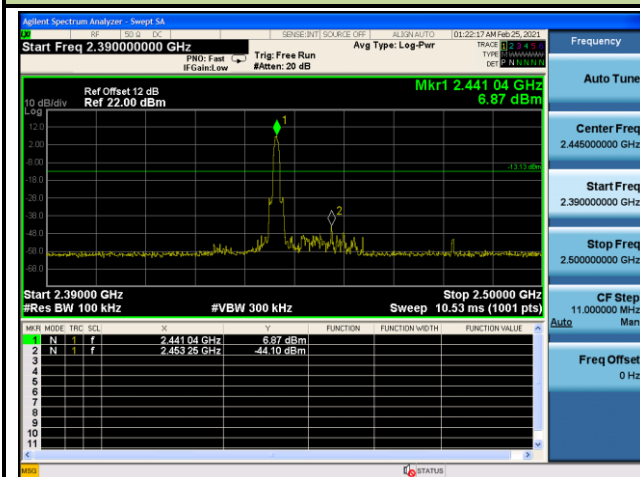 Agilent Spectrum Analyzer - Swept SA
RF 50 Ω DC SENSE:INT SOURCE OFF ALIGN AUTO 01:22:17 AM Feb 25, 2021
Start Freq 2.390000000 GHz
PNO: Fast
IFGain:Low
Trig: Free Run
#Atten: 20 dB
Avg Type: Log-Pwr
TRACE 1 2 3 4 5 6
TYPE M
DET P N N N N N
Ref Offset 12 dB
10 dB/div Ref 22.00 dBm
Log
Mkr1 2.441 04 GHz
6.87 dBm
12.0
2.00
-8.00
-18.0
-28.0
-38.0
-48.0
-58.0
-68.0
1
2
-13.13 dBm
Start 2.39000 GHz Stop 2.50000 GHz
#Res BW 100 kHz #VBW 300 kHz Sweep 10.53 ms (1001 pts)
MKR MODE TRC SCL X Y FUNCTION FUNCTION WIDTH FUNCTION VALUE
1 N 1 f 2.441 04 GHz 6.87 dBm
2 N 1 f 2.453 25 GHz -44.10 dBm
3
4
5
6
7
8
9
10
11
MSG STATUS
Frequency
Auto Tune
Center Freq
2.445000000 GHz
Start Freq
2.390000000 GHz
Stop Freq
2.500000000 GHz
CF Step
11.000000 MHz
Auto Man
Freq Offset
0 Hz